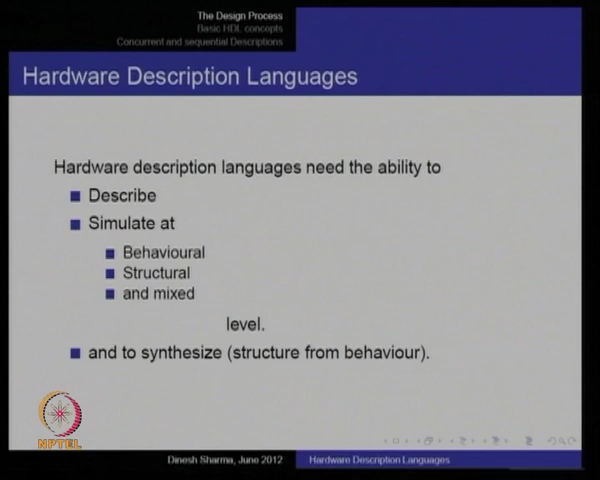 The Design Process
Basic HDL concepts
Concurrent and sequential Descriptions
Hardware Description Languages
Hardware description languages need the ability to
Describe
Simulate at
Behavioural
Structural
and mixed
level.
and to synthesize (structure from behaviour).
NPTEL
Dinesh Sharma, June 2012
Hardware Description Languages